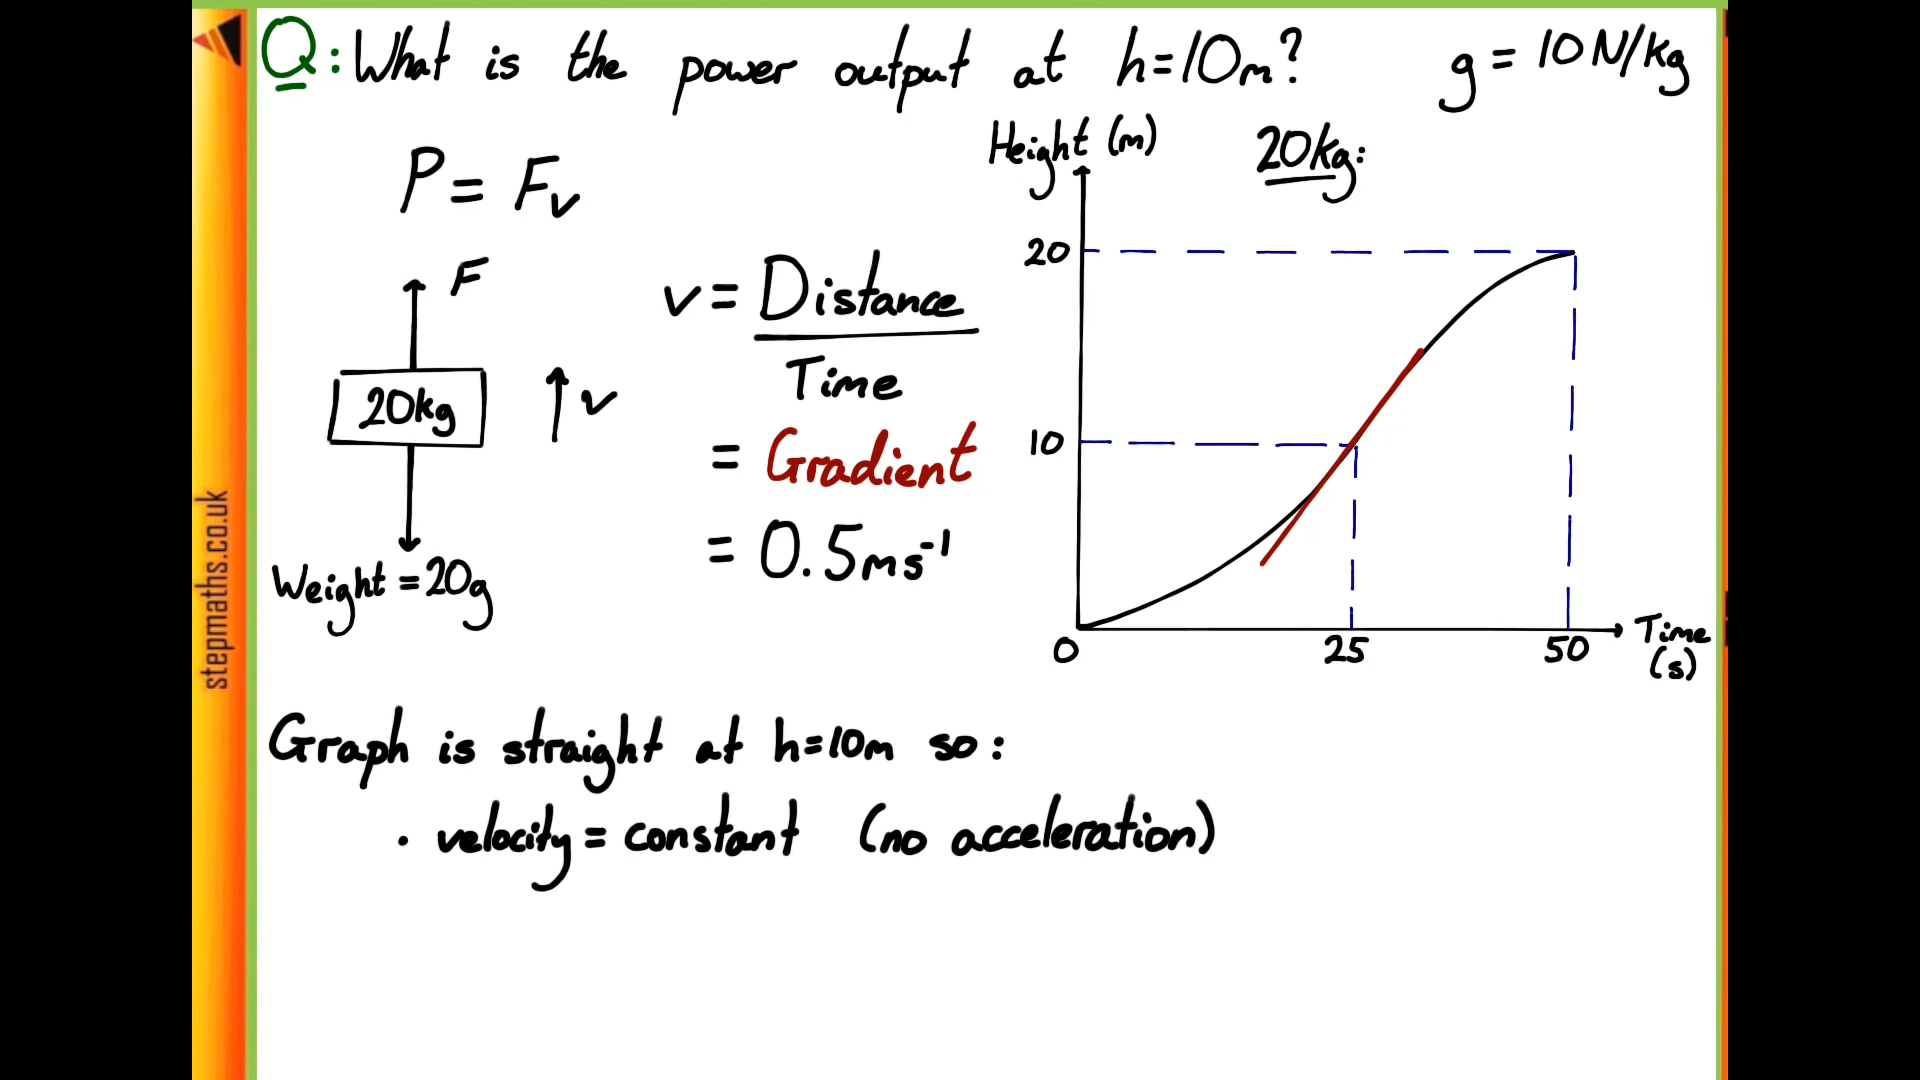 Q: What is the power output at h=10m?
g = 10N/kg
P = Fv
F
20kg
v
Weight = 20g
v = Distance
Time
= Gradient
= 0.5ms⁻¹
Height (m)
20kg:
20
10
0
25
50
Time
(s)
Graph is straight at h=10m so:
• velocity = constant (no acceleration)
stepmaths.co.uk